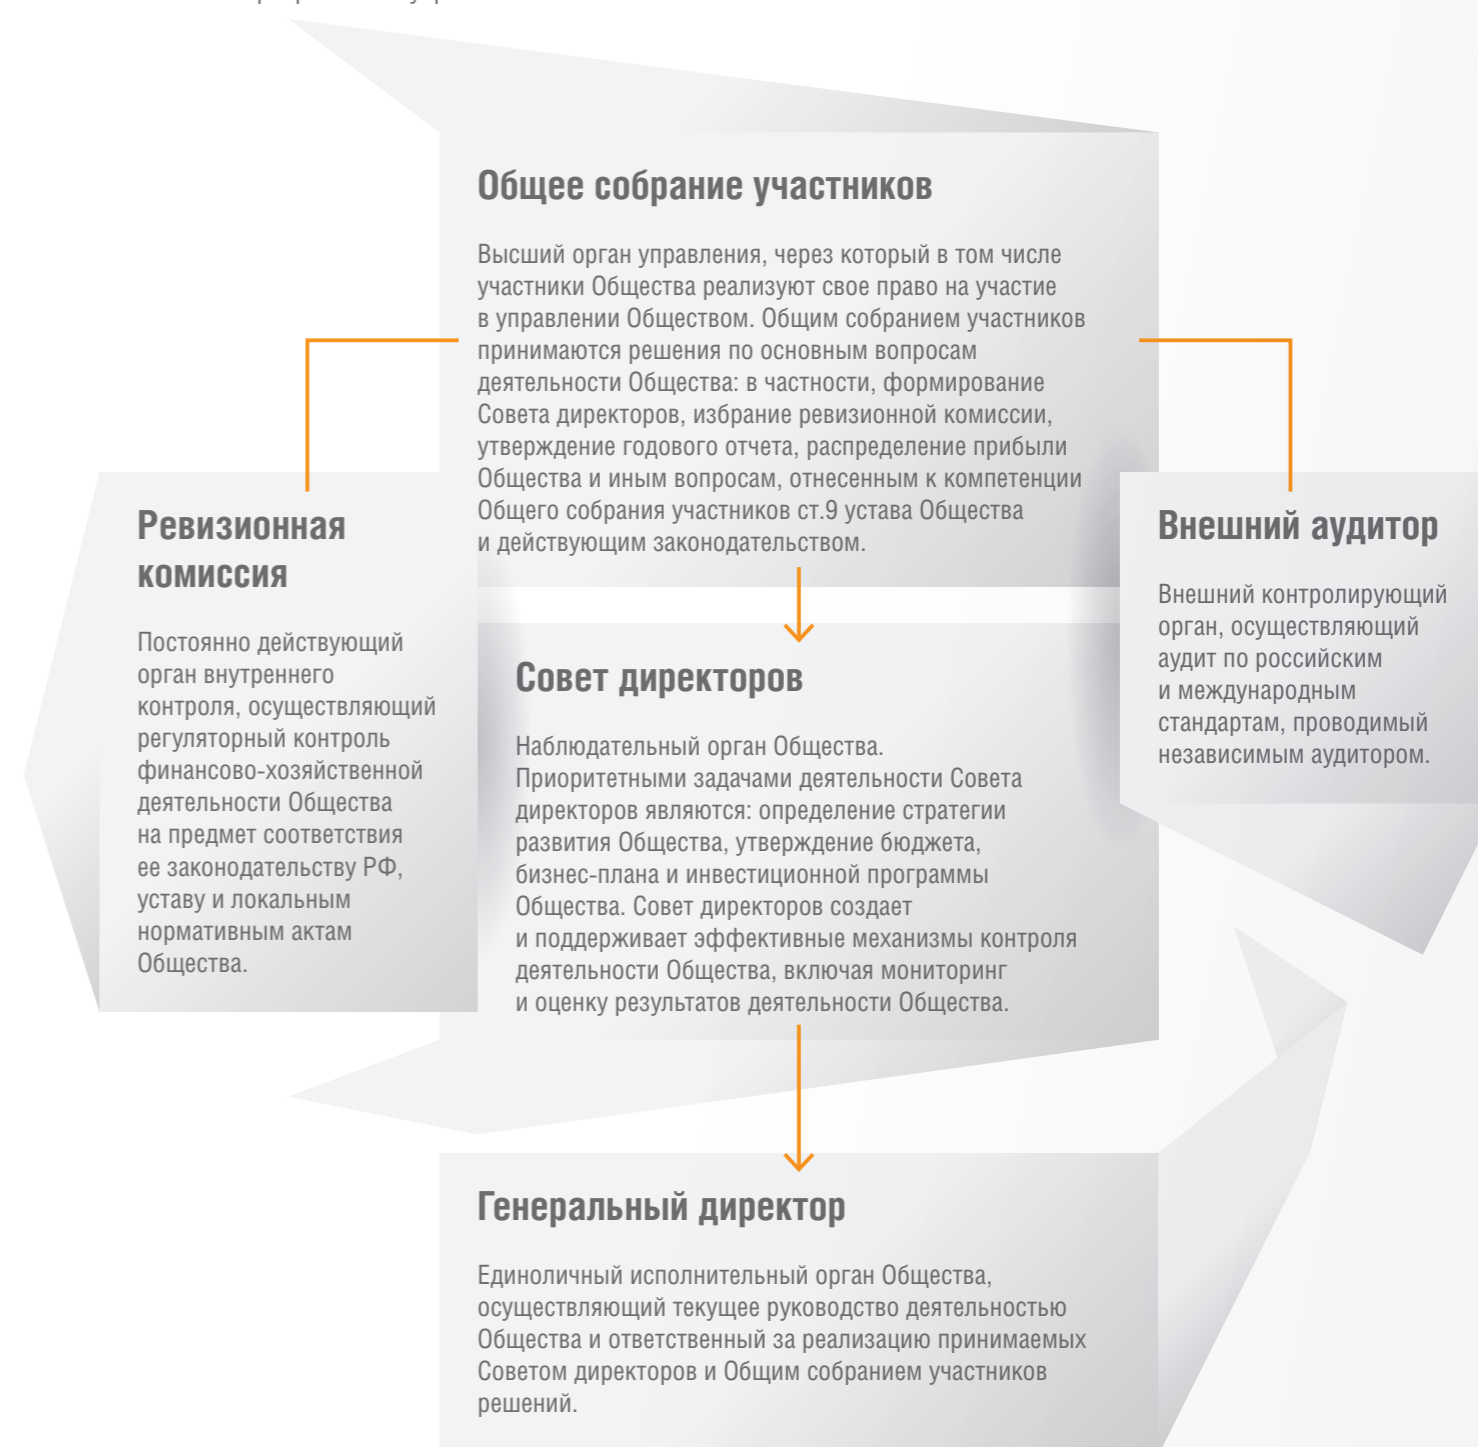 Общее собрание участников
Высший орган управления, через который в том числе
участники Общества реализуют свое право на участие
в управлении Обществом. Общим собранием участников
принимаются решения по основным вопросам
деятельности Общества: в частности, формирование
Совета директоров, избрание ревизионной комиссии,
утверждение годового отчета, распределение прибыли
Общества и иным вопросам, отнесенным к компетенции
Общего собрания участников ст.9 устава Общества
и действующим законодательством.
Ревизионная
комиссия
Постоянно действующий
орган внутреннего
контроля, осуществляющий
регуляторный контроль
финансово-хозяйственной
деятельности Общества
на предмет соответствия
ее законодательству РФ,
уставу и локальным
нормативным актам
Общества.
Внешний аудитор
Внешний контролирующий
орган, осуществляющий
аудит по российским
и международным
стандартам, проводимый
независимым аудитором.
Совет директоров
Наблюдательный орган Общества.
Приоритетными задачами деятельности Совета
директоров являются: определение стратегии
развития Общества, утверждение бюджета,
бизнес-плана и инвестиционной программы
Общества. Совет директоров создает
и поддерживает эффективные механизмы контроля
деятельности Общества, включая мониторинг
и оценку результатов деятельности Общества.
Генеральный директор
Единоличный исполнительный орган Общества,
осуществляющий текущее руководство деятельностью
Общества и ответственный за реализацию принимаемых
Советом директоров и Общим собранием участников
решений.